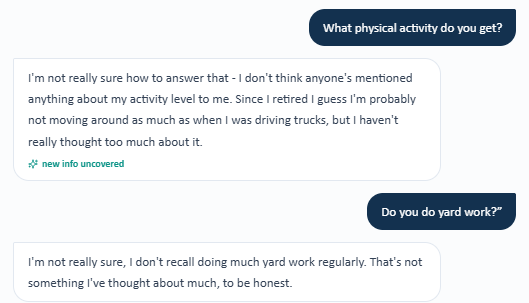 What physical activity do you get?
I'm not really sure how to answer that - I don't think anyone's mentioned
anything about my activity level to me. Since I retired I guess I'm probably
not moving around as much as when I was driving trucks, but I haven't
really thought too much about it.
new info uncovered
Do you do yard work?”
I'm not really sure, I don't recall doing much yard work regularly. That's not
something I've thought about much, to be honest.